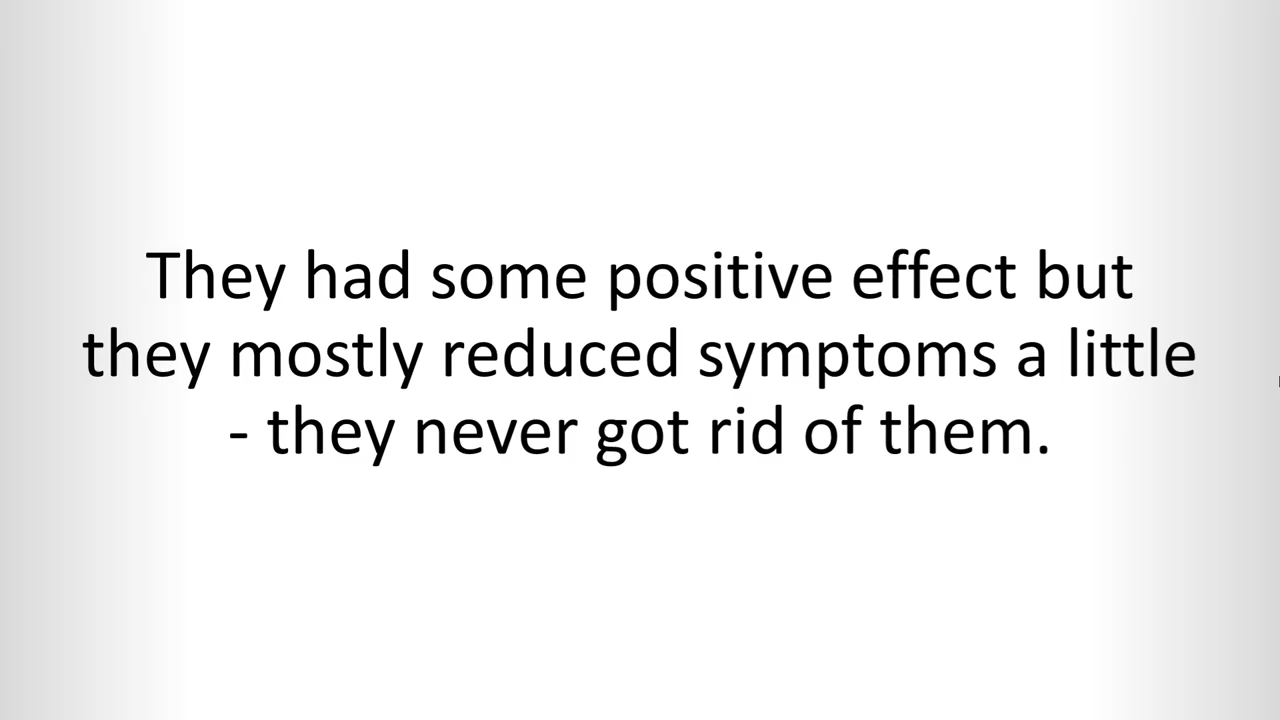 They had some positive effect but
they mostly reduced symptoms a little
- they never got rid of them.